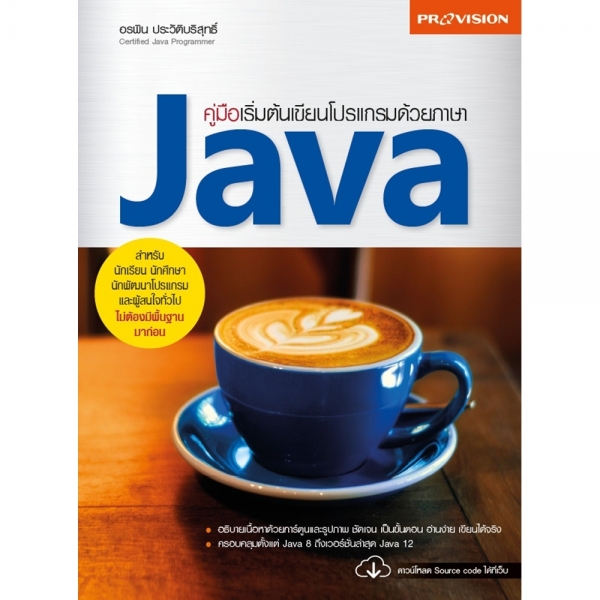 อรพิน ประวัติบริสุทธิ์
Certified Java Programmer
PROVISION
คู่มือเริ่มต้นเขียนโปรแกรมด้วยภาษา
Java
สำหรับ
นักเรียน นักศึกษา
นักพัฒนาโปรแกรม
และผู้สนใจทั่วไป
ไม่ต้องมีพื้นฐาน
มาก่อน
อธิบายเนื้อหาด้วยการ์ตูนและรูปภาพ ชัดเจน เป็นขั้นตอน อ่านง่าย เขียนได้จริง
ครอบคลุมตั้งแต่ Java 8 ถึงเวอร์ชันล่าสุด Java 12
ดาวน์โหลด Source code ได้ที่เว็บ